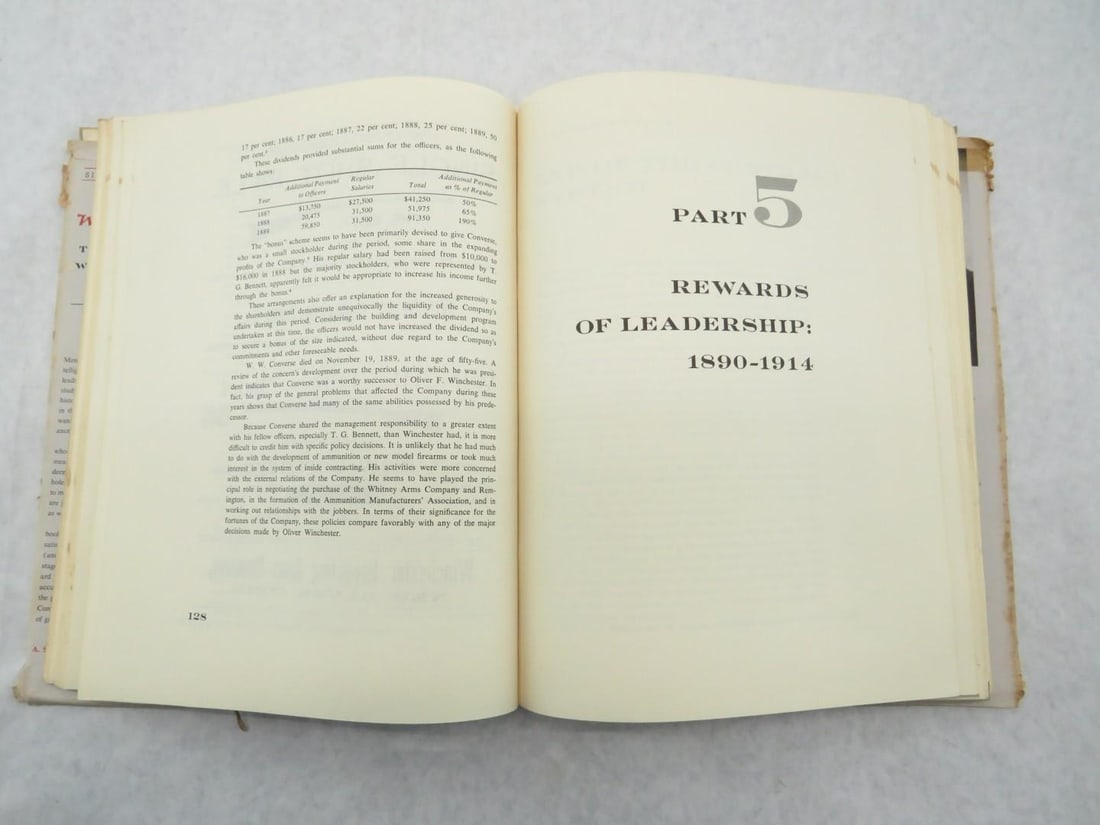 17 per cent; 1886, 17 per cent; 1887, 22 per cent; 1888, 25 per cent; 1889, 50
per cent.
These dividends provided substantial sums for the officers, as the following
table shows:
Year Additional Payment to Officers Regular Salaries Total Additional Payment as % of Regular
1887 $13,750 $27,500 $41,250 50%
1888 20,475 31,500 51,975 65%
1889 59,850 31,500 91,350 190%
The "bonus" scheme seems to have been primarily devised to give Converse,
who was a small stockholder during the period, some share in the expanding
profits of the Company. His regular salary had been raised from $10,000 to
$16,000 in 1888 but the majority stockholders, who were represented by T.
G. Bennett, apparently felt it would be appropriate to increase his income further
through the bonus.
These arrangements also offer an explanation for the increased generosity to
the shareholders and demonstrate unequivocally the liquidity of the Company's
affairs during this period. Considering the building and development program
undertaken at this time, the officers would not have increased the dividend so as
to secure a bonus of the size indicated, without due regard to the Company's
commitments and other foreseeable needs.
W. W. Converse died on November 19, 1889, at the age of fifty-five. A
review of the concern's development over the period during which he was presi-
dent indicates that Converse was a worthy successor to Oliver F. Winchester. In
fact, his grasp of the general problems that affected the Company during these
years shows that Converse had many of the same abilities possessed by his prede-
cessor.
Because Converse shared the management responsibility to a greater extent
with his fellow officers, especially T. G. Bennett, than Winchester had, it is more
difficult to credit him with specific policy decisions. It is unlikely that he had much
to do with the development of ammunition or new model firearms or took much
interest in the system of inside contracting. His activities were more concerned
with the external relations of the Company. He seems to have played the prin-
cipal role in negotiating the purchase of the Whitney Arms Company and Rem-
ington, in the formation of the Ammunition Manufacturers' Association, and in
working out relationships with the jobbers. In terms of their significance for the
fortunes of the Company, these policies compare favorably with any of the major
decisions made by Oliver Winchester.
128
PART 5
REWARDS
OF LEADERSHIP:
1890-1914